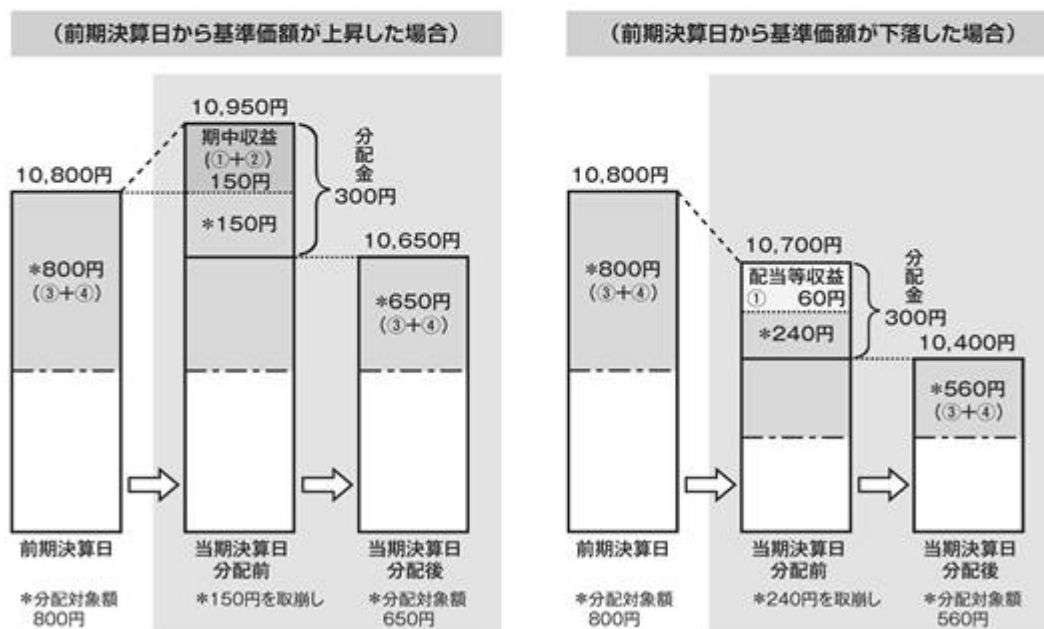 (前期決算日から基準価額が上昇した場合)
10,950円
期中収益
(①+②)
150円
*150円
分配金
300円
10,800円
*800円
(③+④)
10,650円
*650円
(③+④)
前期決算日
当期決算日
分配前
当期決算日
分配後
*分配対象額
800円
*150円を取崩し
*分配対象額
650円
(前期決算日から基準価額が下落した場合)
10,800円
*800円
(③+④)
10,700円
配当等収益
① 60円
*240円
分配金
300円
10,400円
*560円
(③+④)
前期決算日
当期決算日
分配前
当期決算日
分配後
*分配対象額
800円
*240円を取崩し
*分配対象額
560円